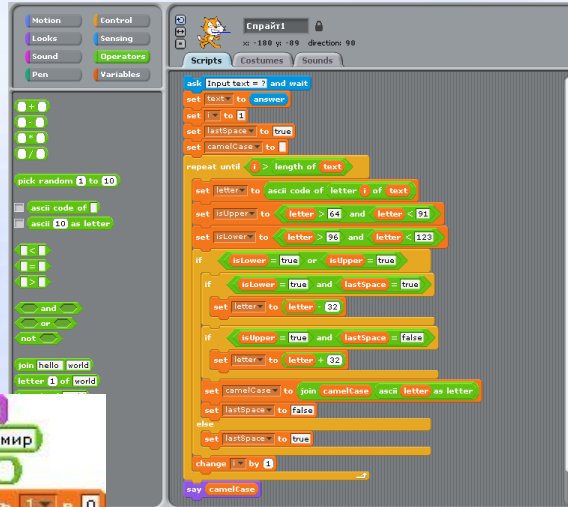 Motion Control
Looks Sensing
Sound Operators
Pen Variables
+
-
*
/
pick random 1 to 10
ascii code of
ascii 10 as letter
<
=
>
and
or
not
join hello world
letter 1 of world
мир
1 в 0
Спрайт1
x: -180 y: -89 direction: 90
Scripts Costumes Sounds
ask Input text = ? and wait
set text to answer
set i to 1
set lastSpace to true
set camelCase to
repeat until i > length of text
set letter to ascii code of letter i of text
set isUpper to letter > 64 and letter < 91
set isLower to letter > 96 and letter < 123
if isLower = true or isUpper = true
if isLower = true and lastSpace = true
set letter to letter - 32
if isUpper = true and lastSpace = false
set letter to letter + 32
set camelCase to join camelCase ascii letter as letter
set lastSpace to false
else
set lastSpace to true
change i by 1
say camelCase